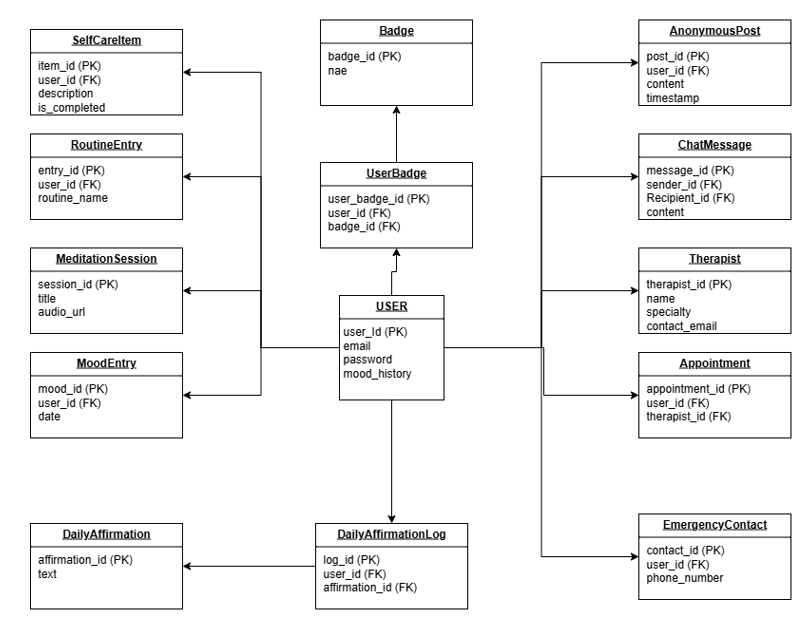 SelfCareItem
item_id (PK)
user_id (FK)
description
is_completed
RoutineEntry
entry_id (PK)
user_id (FK)
routine_name
MeditationSession
session_id (PK)
title
audio_url
MoodEntry
mood_id (PK)
user_id (FK)
date
DailyAffirmation
affirmation_id (PK)
text
Badge
badge_id (PK)
nae
UserBadge
user_badge_id (PK)
user_id (FK)
badge_id (FK)
USER
user_Id (PK)
email
password
mood_history
DailyAffirmationLog
log_id (PK)
user_id (FK)
affirmation_id (FK)
AnonymousPost
post_id (PK)
user_id (FK)
content
timestamp
ChatMessage
message_id (PK)
sender_id (FK)
Recipient_id (FK)
content
Therapist
therapist_id (PK)
name
specialty
contact_email
Appointment
appointment_id (PK)
user_id (FK)
therapist_id (FK)
EmergencyContact
contact_id (PK)
user_id (FK)
phone_number